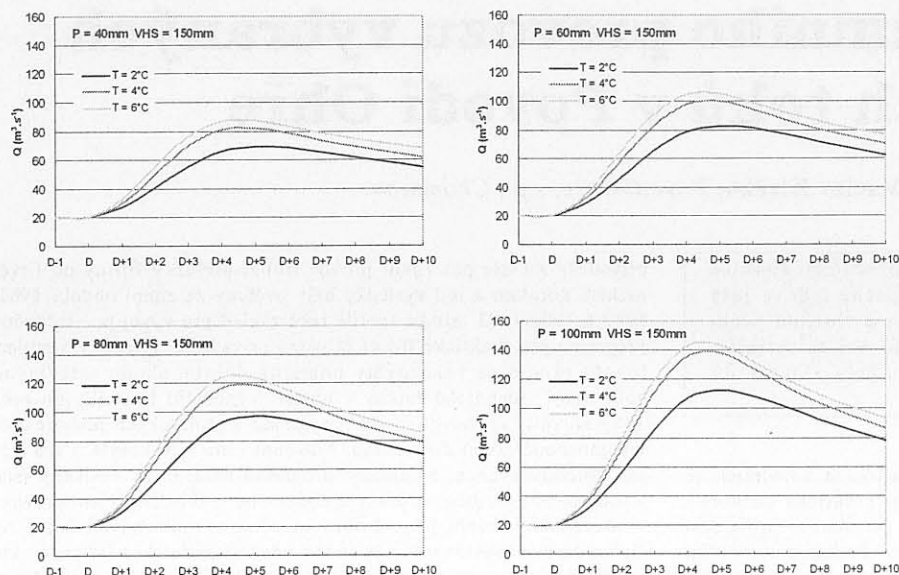 P = 40mm VHS = 150mm
T = 2°C
T = 4°C
T = 6°C
Q (m³.s⁻¹)
160
140
120
100
80
60
40
20
0
D-1 D D+1 D+2 D+3 D+4 D+5 D+6 D+7 D+8 D+9 D+10
P = 60mm VHS = 150mm
T = 2°C
T = 4°C
T = 6°C
Q (m³.s⁻¹)
160
140
120
100
80
60
40
20
0
D-1 D D+1 D+2 D+3 D+4 D+5 D+6 D+7 D+8 D+9 D+10
P = 80mm VHS = 150mm
T = 2°C
T = 4°C
T = 6°C
Q (m³.s⁻¹)
160
140
120
100
80
60
40
20
0
D-1 D D+1 D+2 D+3 D+4 D+5 D+6 D+7 D+8 D+9 D+10
P = 100mm VHS = 150mm
T = 2°C
T = 4°C
T = 6°C
Q (m³.s⁻¹)
160
140
120
100
80
60
40
20
0
D-1 D D+1 D+2 D+3 D+4 D+5 D+6 D+7 D+8 D+9 D+10